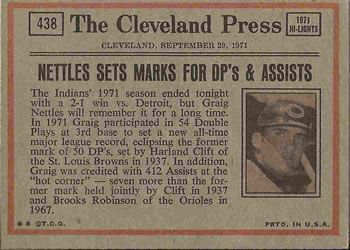 438
The Cleveland Press
1971
HI-LIGHTS
CLEVELAND, SEPTEMBER 29, 1971
NETTLES SETS MARKS FOR DP's & ASSISTS
The Indians' 1971 season ended tonight
with a 2-1 win vs. Detroit, but Graig
Nettles will remember it for a long time.
In 1971 Graig participated in 54 Double
Plays at 3rd base to set a new all-time
major league record, eclipsing the former
mark of 50 DP's, set by Harland Clift of
the St. Louis Browns in 1937. In addition,
Graig was credited with 412 Assists at the
"hot corner" — seven more than the for-
mer mark held jointly by Clift in 1937
and Brooks Robinson of the Orioles in
1967.
** ©T.C.G.
PRTD. IN U.S.A.